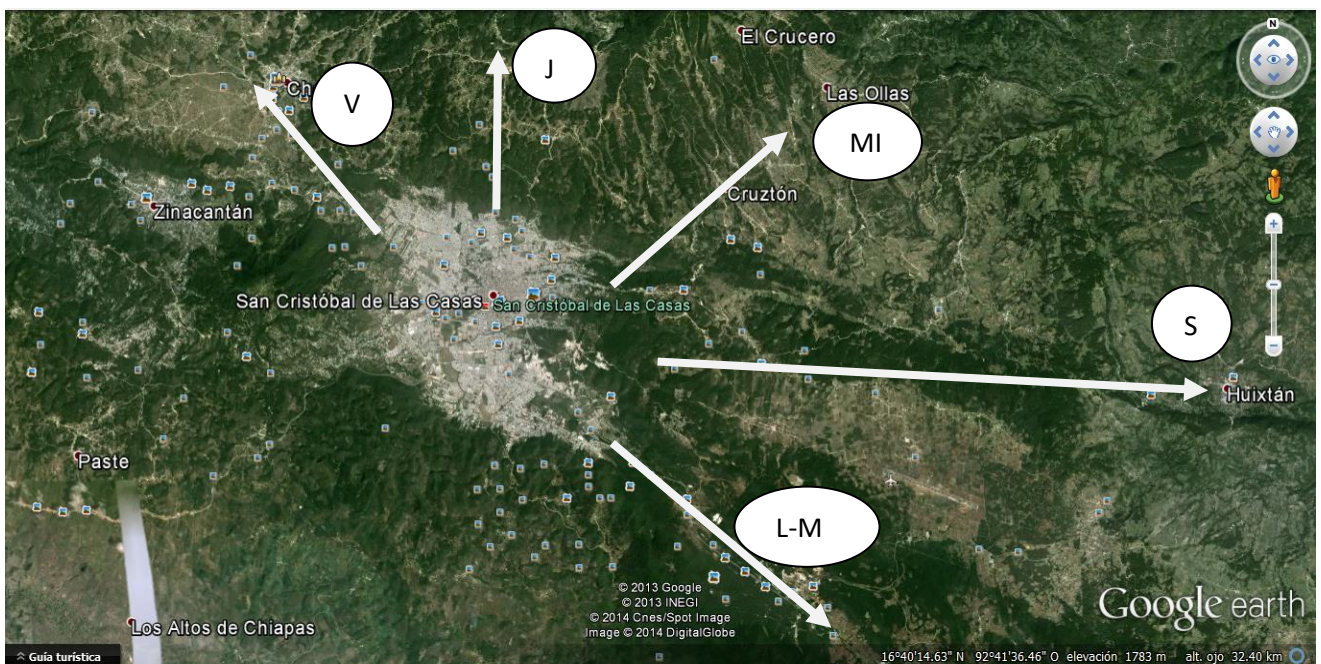 N
El Crucero
J
Ch
V
Las Ollas
MI
Cruztón
Zinacantán
San Cristóbal de Las Casas
San Cristóbal de Las Casas
S
Huixtán
Paste
L-M
© 2013 Google
© 2013 INEGI
© 2014 Cnes/Spot Image
Image © 2014 DigitalGlobe
Google earth
Los Altos de Chiapas
Guía turística
16°40'14.63" N 92°41'36.46" O elevación 1783 m alt. ojo 32.40 km